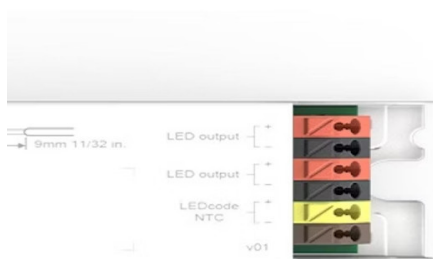 LED output + -
9mm 11/32 in.
LED output + -
LEDcode + -
NTC
v01